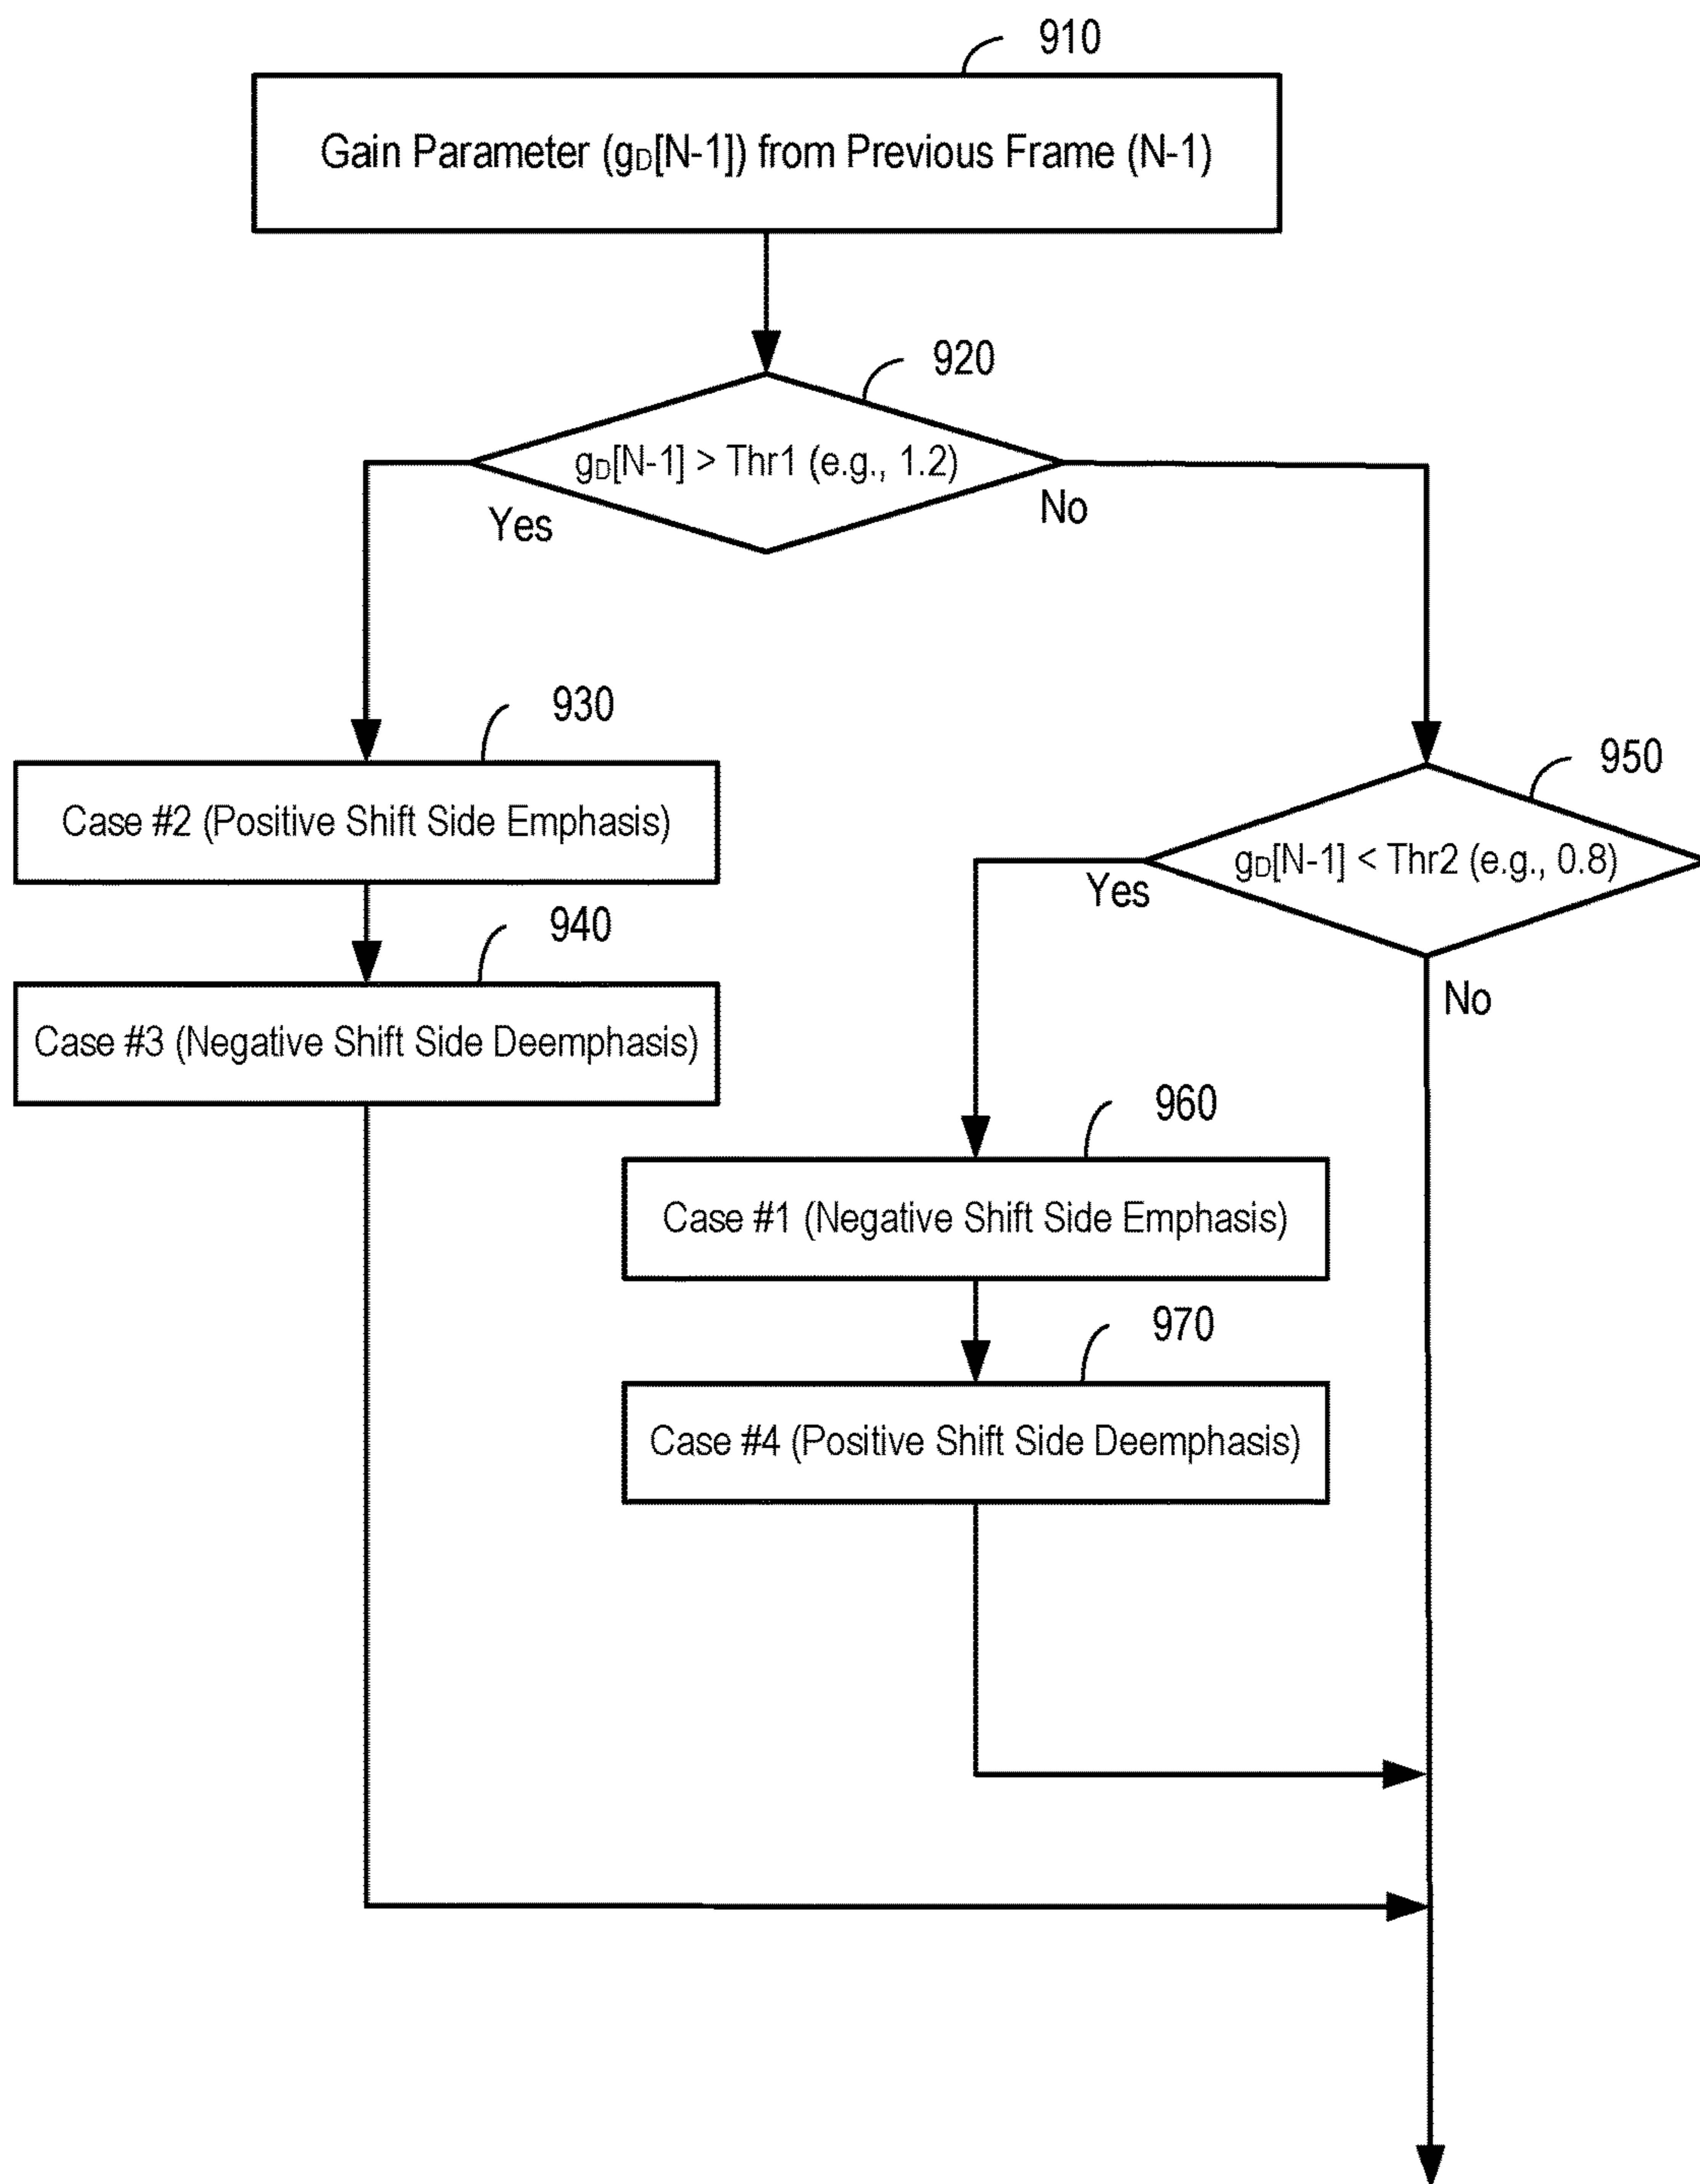 910
Gain Parameter (gD[N-1]) from Previous Frame (N-1)
920
gD[N-1] > Thr1 (e.g., 1.2)
Yes
No
930
Case #2 (Positive Shift Side Emphasis)
940
Case #3 (Negative Shift Side Deemphasis)
950
gD[N-1] < Thr2 (e.g., 0.8)
Yes
No
960
Case #1 (Negative Shift Side Emphasis)
970
Case #4 (Positive Shift Side Deemphasis)